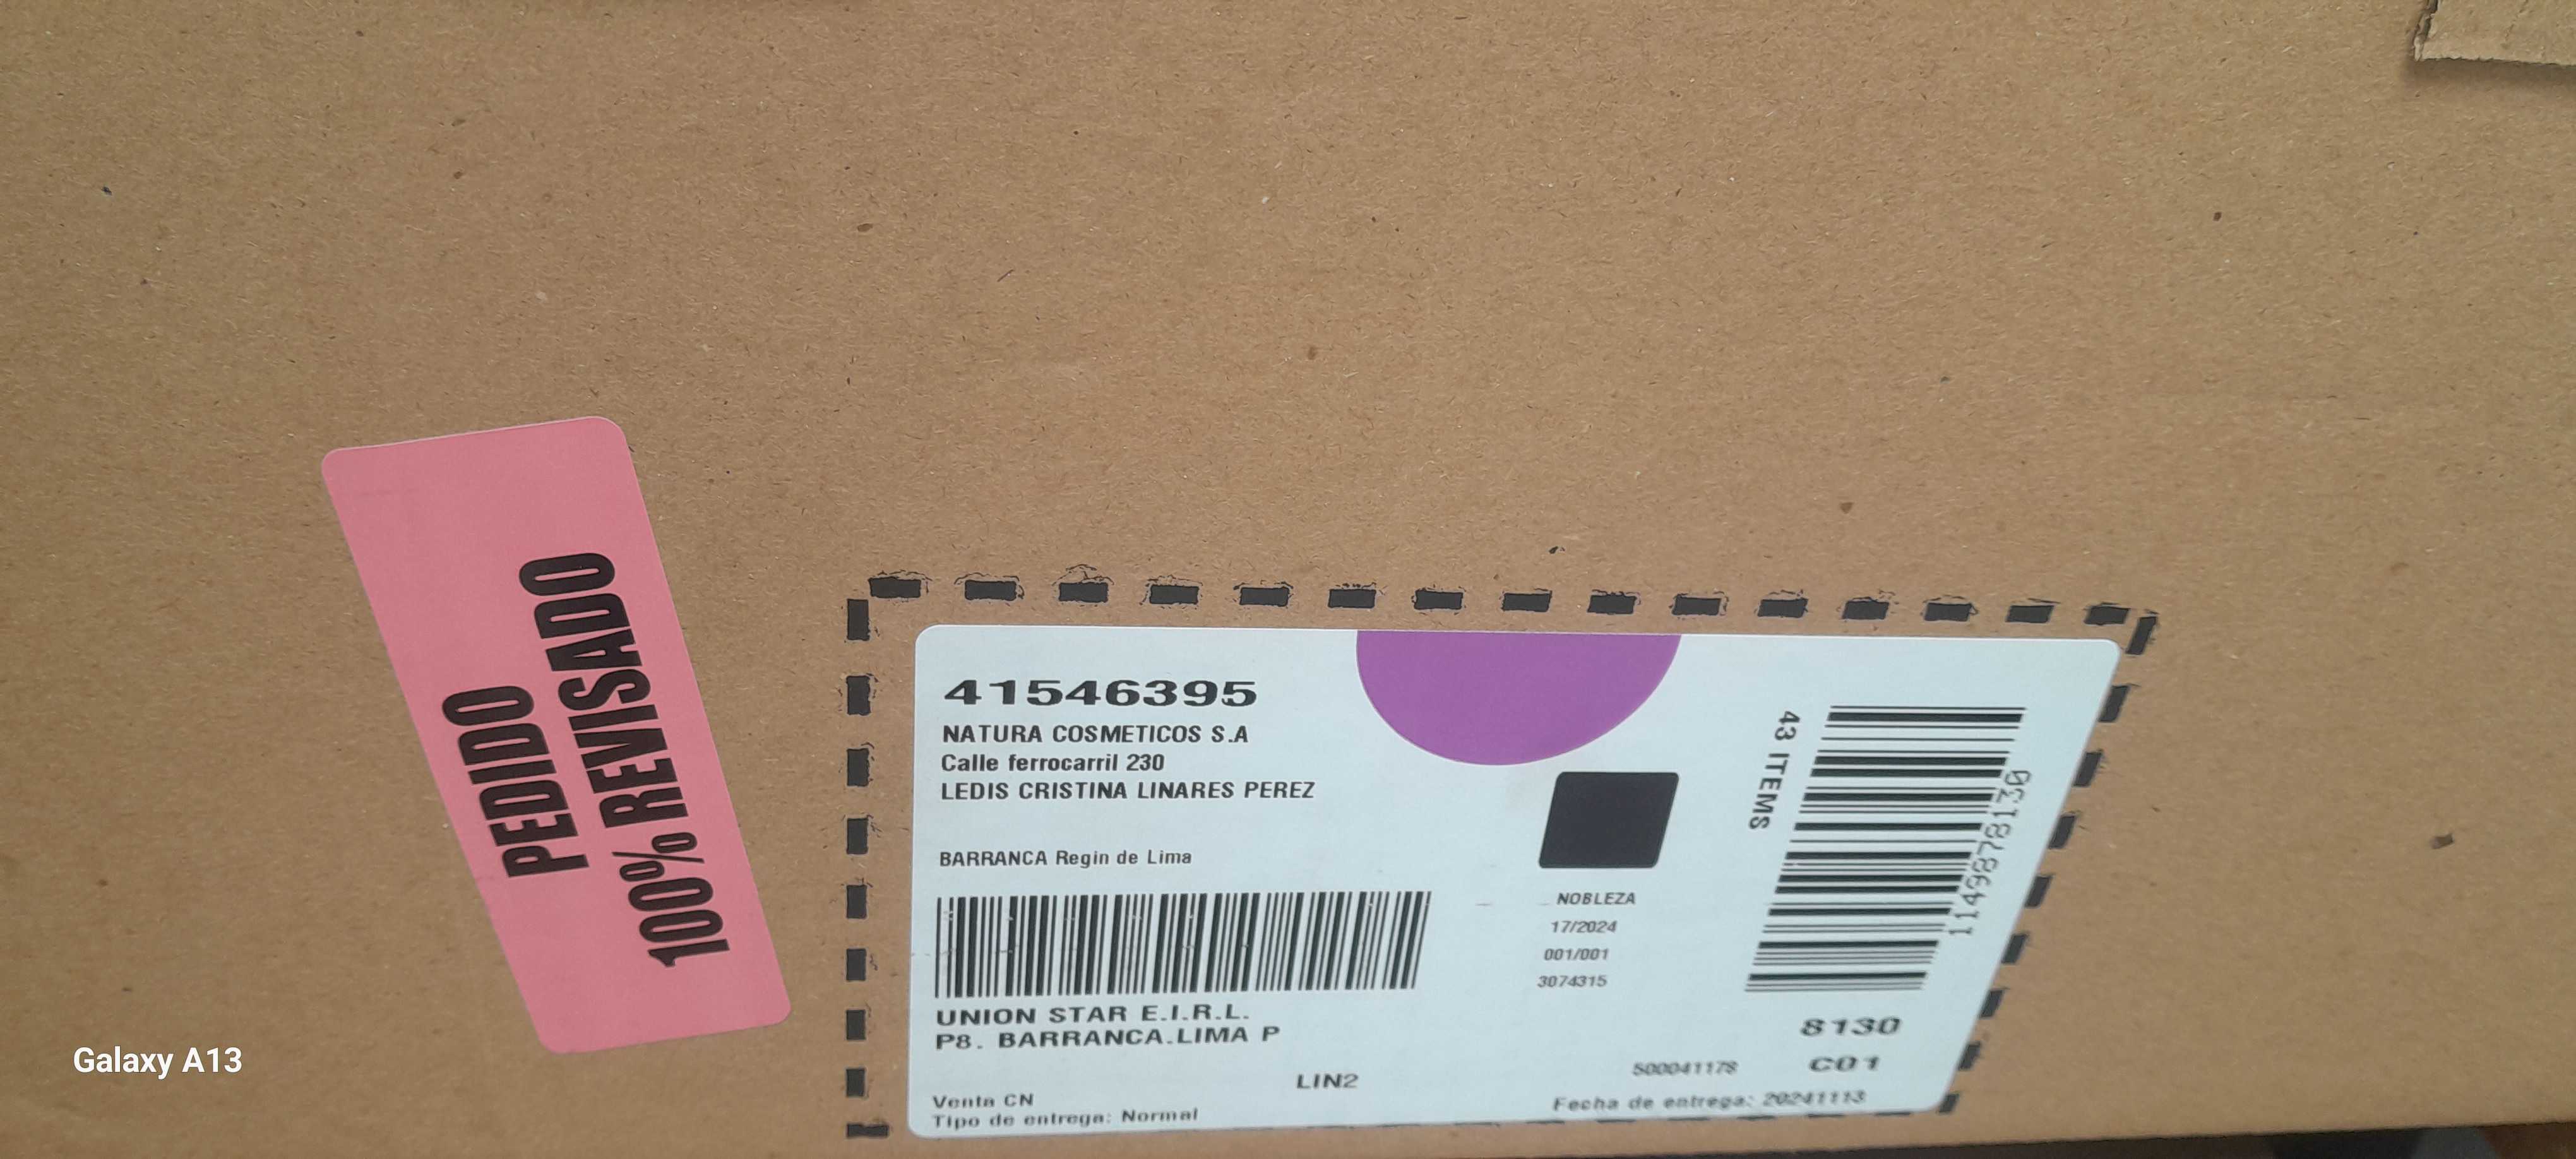 PEDIDO
100% REVISADO
41546395
NATURA COSMETICOS S.A
Calle ferrocarril 230
LEDIS CRISTINA LINARES PEREZ
BARRANCA Regin de Lima
UNION STAR E.I.R.L.
P8. BARRANCA.LIMA P
LIN2
Venta CN
Tipo de entrega: Normal
NOBLEZA
17/2024
001/001
3074315
43 ITEMS
114987878130
8130
C01
500041178
Fecha de entrega: 20241113
Galaxy A13